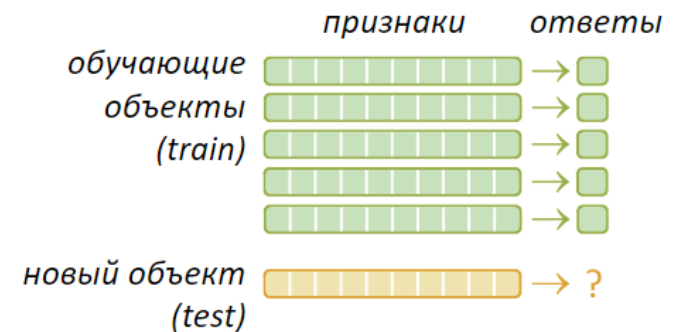 признаки ответы
обучающие
объекты
(train)
новый объект
(test)
?